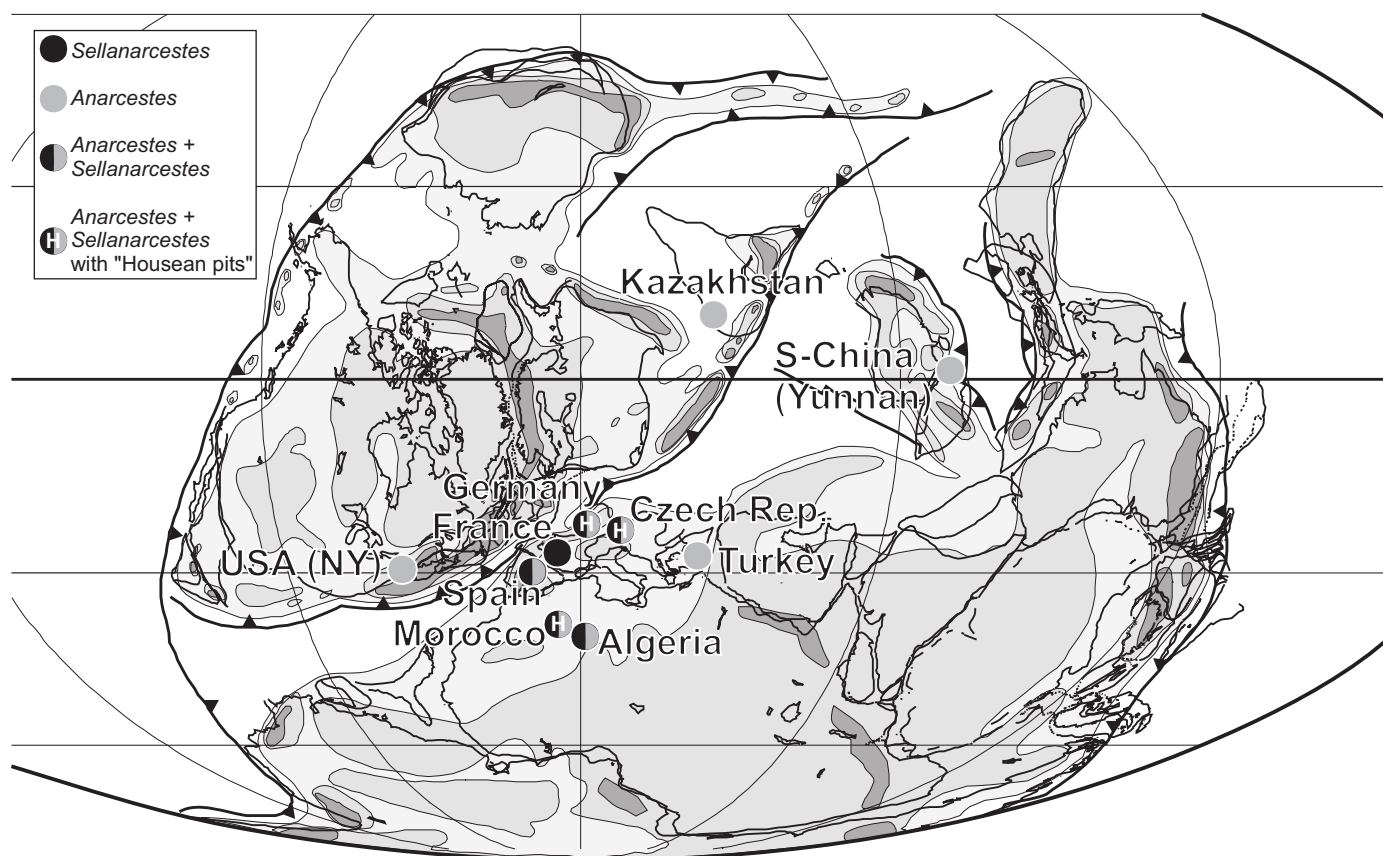 Sellanarcestes
Anarcestes
Anarcestes +
Sellanarcestes
Anarcestes +
Sellanarcestes
with "Housean pits"
H
Kazakhstan
S-China
(Yunnan)
Germany
H
France
H
Czech Rep.
USA (NY)
Turkey
Spain
Morocco
H
Algeria